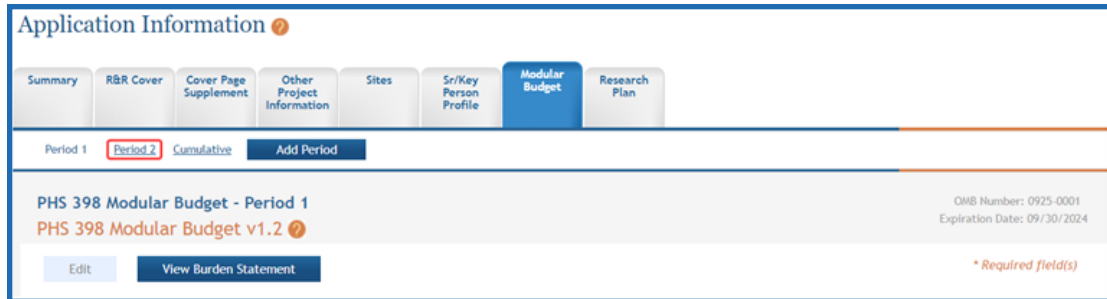 Application Information ?
Summary
R&R Cover
Cover Page
Supplement
Other
Project
Information
Sites
Sr/Key
Person
Profile
Modular
Budget
Research
Plan
Period 1 Period 2 Cumulative Add Period
PHS 398 Modular Budget - Period 1
PHS 398 Modular Budget v1.2 ?
OMB Number: 0925-0001
Expiration Date: 09/30/2024
Edit View Burden Statement
* Required field(s)